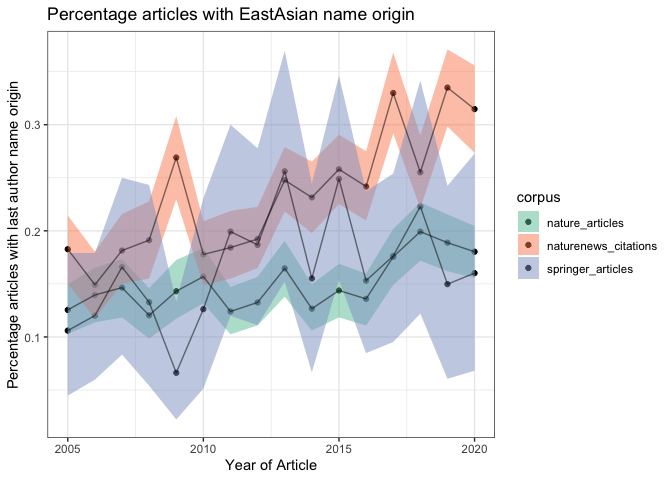 Percentage articles with EastAsian name origin
Percentage articles with last author name origin
0.3
0.2
0.1
2005 2010 2015 2020
Year of Article
corpus
nature_articles
naturenews_citations
springer_articles